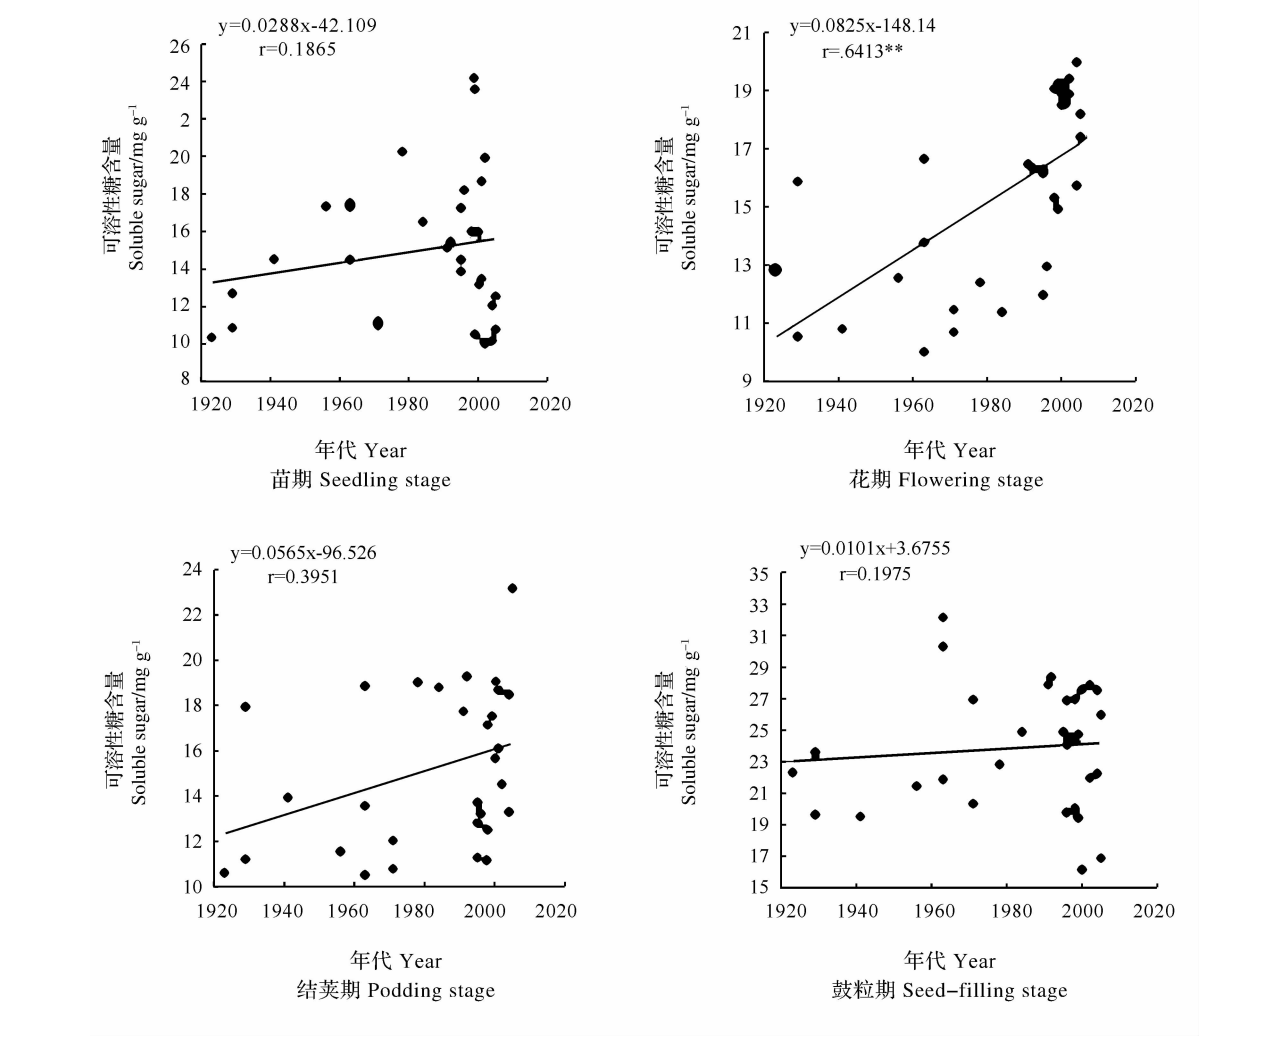 y=0.0288x-42.109
r=0.1865
26
24
2
20
18
16
14
12
10
8
可溶性糖含量
Soluble sugar/mg g⁻¹
1920 1940 1960 1980 2000 2020
年代 Year
苗期 Seedling stage
y=0.0825x-148.14
r=.6413**
21
19
17
15
13
11
9
可溶性糖含量
Soluble sugar/mg g⁻¹
1920 1940 1960 1980 2000 2020
年代 Year
花期 Flowering stage
y=0.0565x-96.526
r=0.3951
24
22
20
18
16
14
12
10
可溶性糖含量
Soluble sugar/mg g⁻¹
1920 1940 1960 1980 2000 2020
年代 Year
结荚期 Podding stage
y=0.0101x+3.6755
r=0.1975
35
33
31
29
27
25
23
21
19
17
15
可溶性糖含量
Soluble sugar/mg g⁻¹
1920 1940 1960 1980 2000 2020
年代 Year
鼓粒期 Seed-filling stage